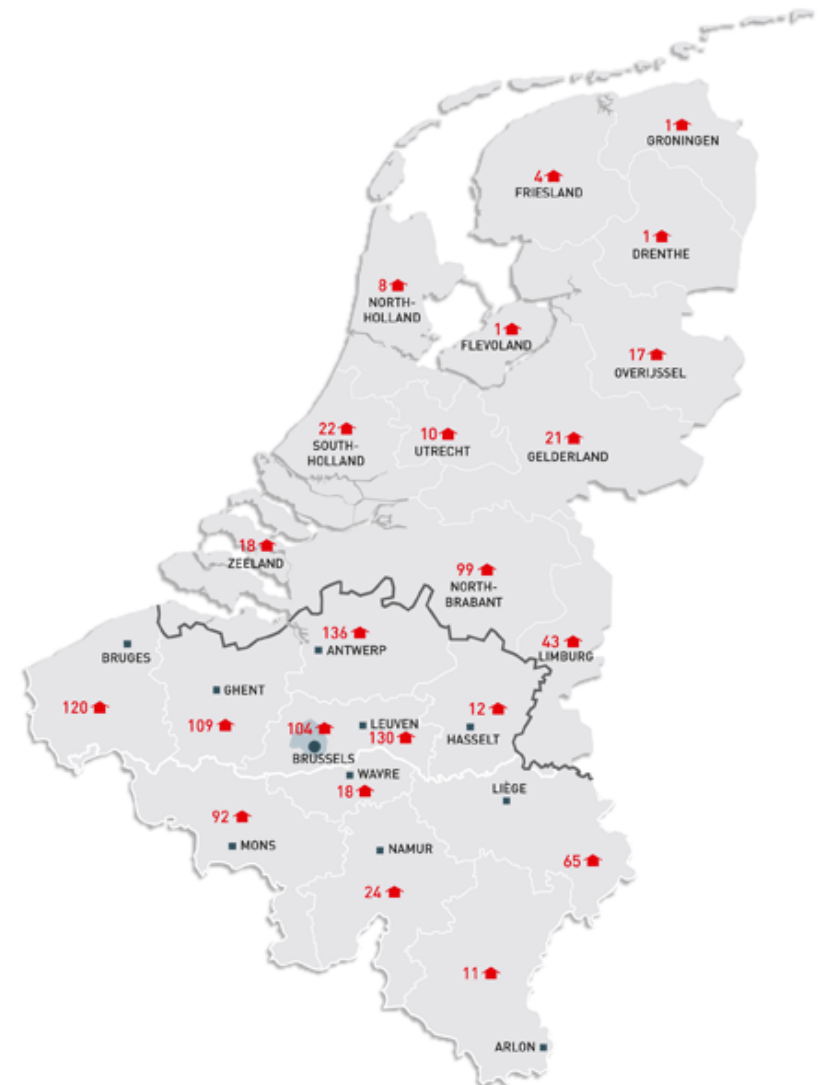 1
GRONINGEN
4
FRIESLAND
1
DRENTHE
8
NORTH-
HOLLAND
1
FLEVOLAND
17
OVERIJSSEL
22
SOUTH-
HOLLAND
10
UTRECHT
21
GELDERLAND
18
ZEELAND
99
NORTH-
BRABANT
43
LIMBURG
136
ANTWERP
BRUGES
120
GHENT
109
104
BRUSSELS
LEUVEN
130
12
HASSELT
WAVRE
18
LIÈGE
92
MONS
NAMUR
65
24
11
ARLON